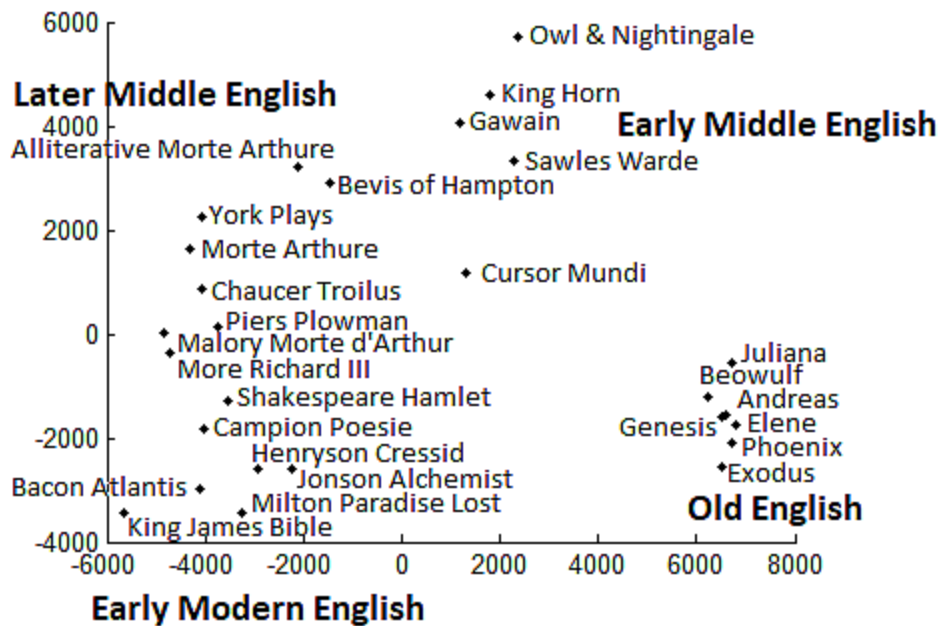 6000
Owl & Nightingale
Later Middle English
King Horn
4000
Gawain
Early Middle English
Alliterative Morte Arthure
Sawles Warde
Bevis of Hampton
York Plays
2000
Morte Arthure
Cursor Mundi
Chaucer Troilus
Piers Plowman
0
Malory Morte d'Arthur
Juliana
More Richard III
Beowulf
Shakespeare Hamlet
Andreas
Campion Poesie
Genesis
Elene
-2000
Phoenix
Henryson Cressid
Jonson Alchemist
Exodus
Bacon Atlantis
Milton Paradise Lost
Old English
King James Bible
-4000
-6000 -4000 -2000 0 2000 4000 6000 8000
Early Modern English